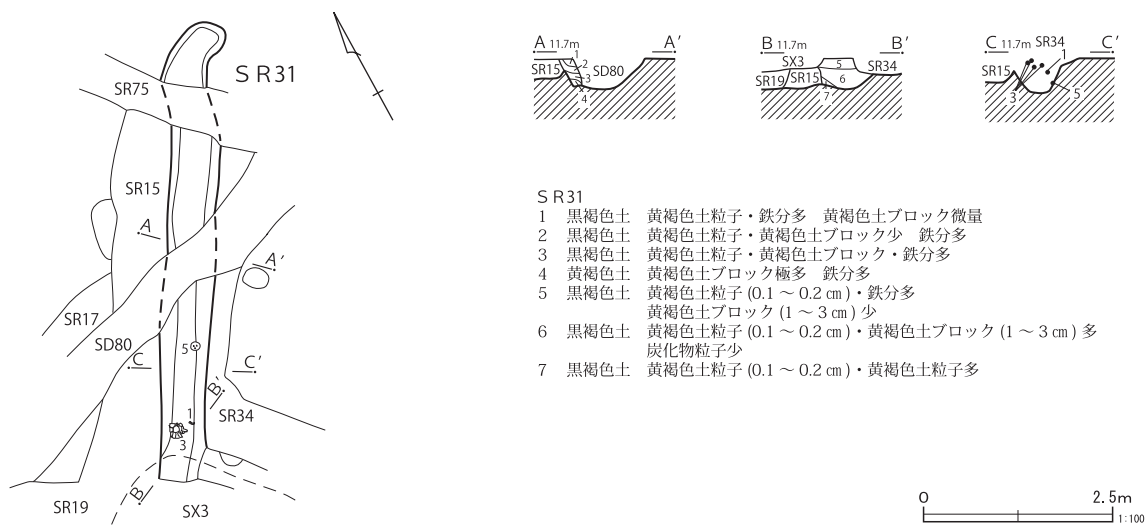 SR31
SR75
SR15
A
A'
SR17
SD80
C
C'
5
B'
1
SR34
3
B
SR19
SX3
A 11.7m A'
SR15 1 2 3 4 SD80
B 11.7m B'
SX3 5 SR34
SR19 SR15 6
7
C 11.7m SR34 C'
SR15 1
3 5
SR31
1 黒褐色土 黄褐色土粒子・鉄分多 黄褐色土ブロック微量
2 黒褐色土 黄褐色土粒子・黄褐色土ブロック少 鉄分多
3 黒褐色土 黄褐色土粒子・黄褐色土ブロック・鉄分多
4 黄褐色土 黄褐色土ブロック極多 鉄分多
5 黒褐色土 黄褐色土粒子 (0.1 ～ 0.2 ㎝ )・鉄分多
黄褐色土ブロック (1 ～ 3 ㎝ ) 少
6 黒褐色土 黄褐色土粒子 (0.1 ～ 0.2 ㎝ )・黄褐色土ブロック (1 ～ 3 ㎝ ) 多
炭化物粒子少
7 黒褐色土 黄褐色土粒子 (0.1 ～ 0.2 ㎝ )・黄褐色土粒子多
0 2.5m
1:100